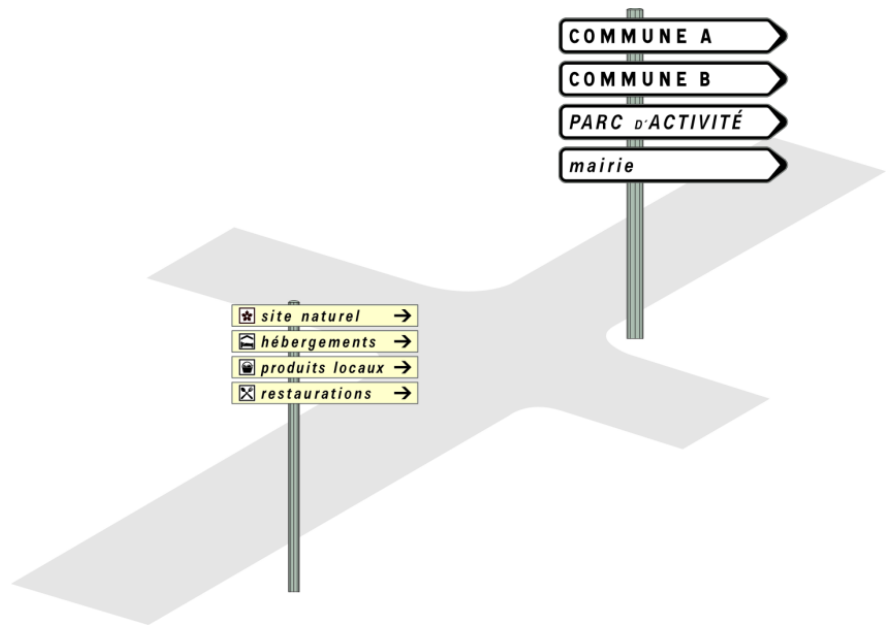 COMMUNE A
COMMUNE B
PARC D'ACTIVITÉ
mairie
site naturel
hébergements
produits locaux
restaurations